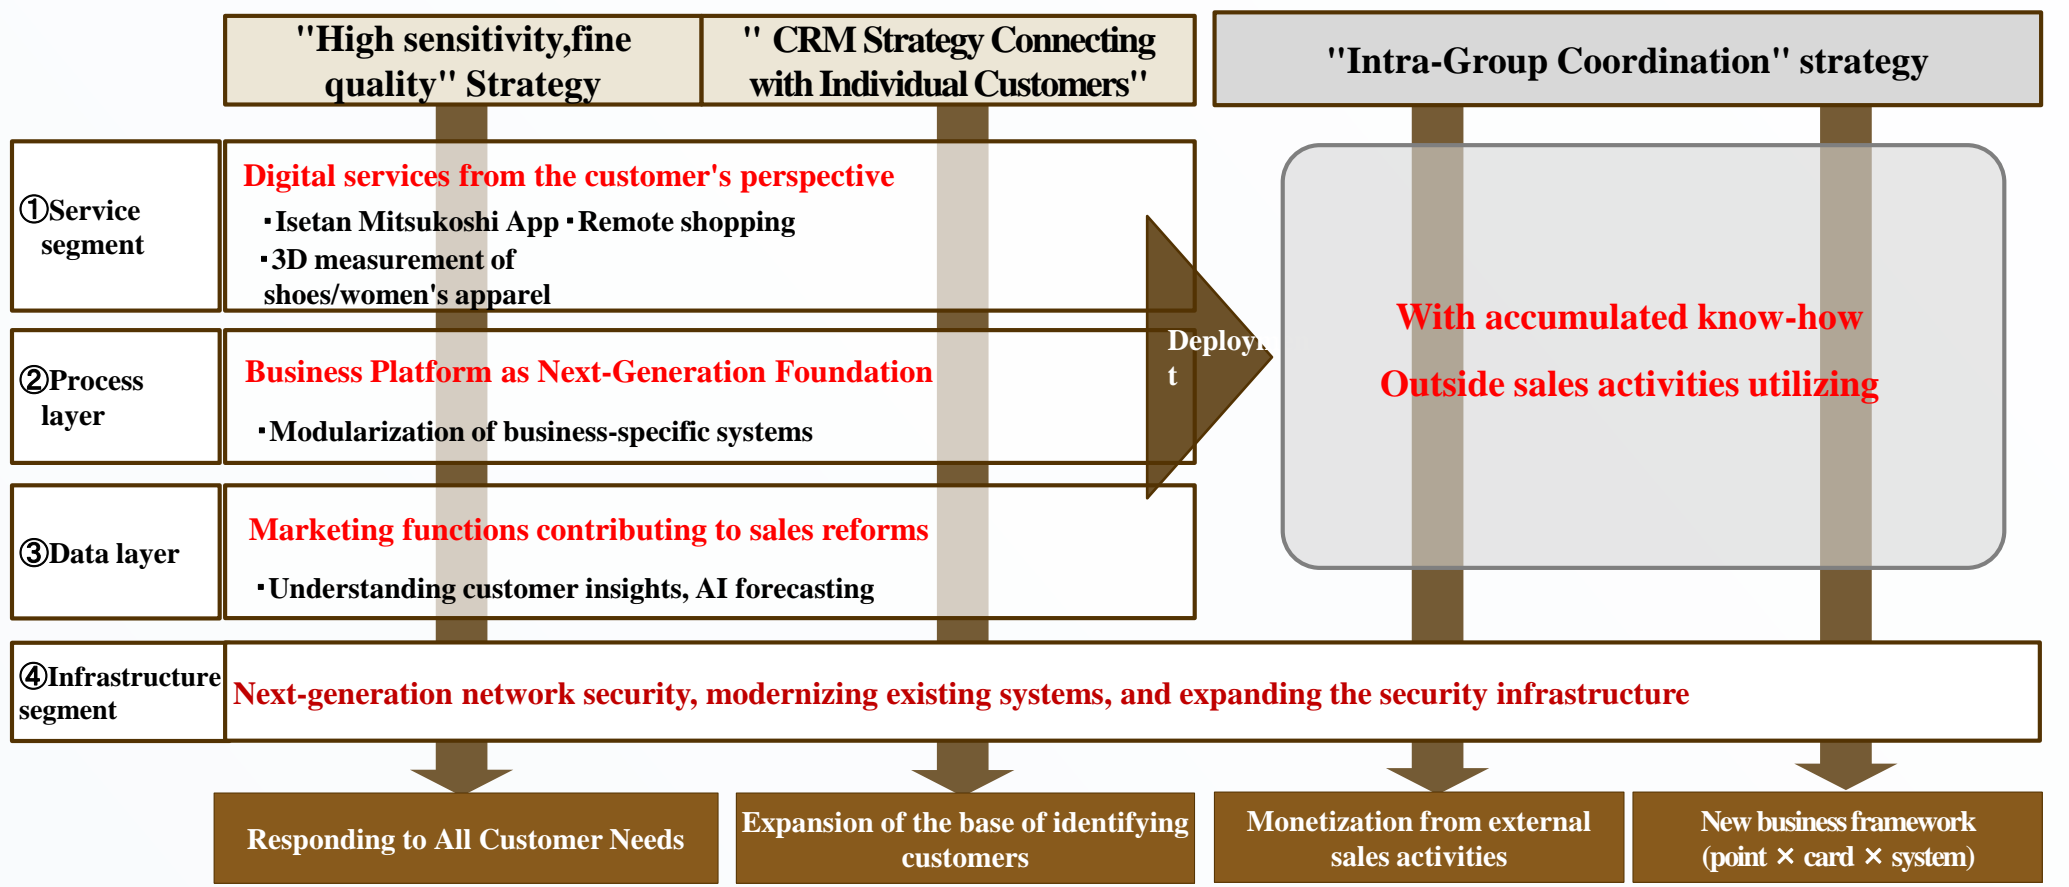 "High sensitivity,fine
quality" Strategy
" CRM Strategy Connecting
with Individual Customers"
"Intra-Group Coordination" strategy
①Service
segment
Digital services from the customer's perspective
・Isetan Mitsukoshi App・Remote shopping
・3D measurement of
shoes/women's apparel
②Process
layer
Business Platform as Next-Generation Foundation
・Modularization of business-specific systems
③Data layer
Marketing functions contributing to sales reforms
・Understanding customer insights, AI forecasting
t
With accumulated know-how
Outside sales activities utilizing
④Infrastructure
segment
Next-generation network security, modernizing existing systems, and expanding the security infrastructure
Responding to All Customer Needs
Expansion of the base of identifying
customers
Monetization from external
sales activities
New business framework
(point × card × system)